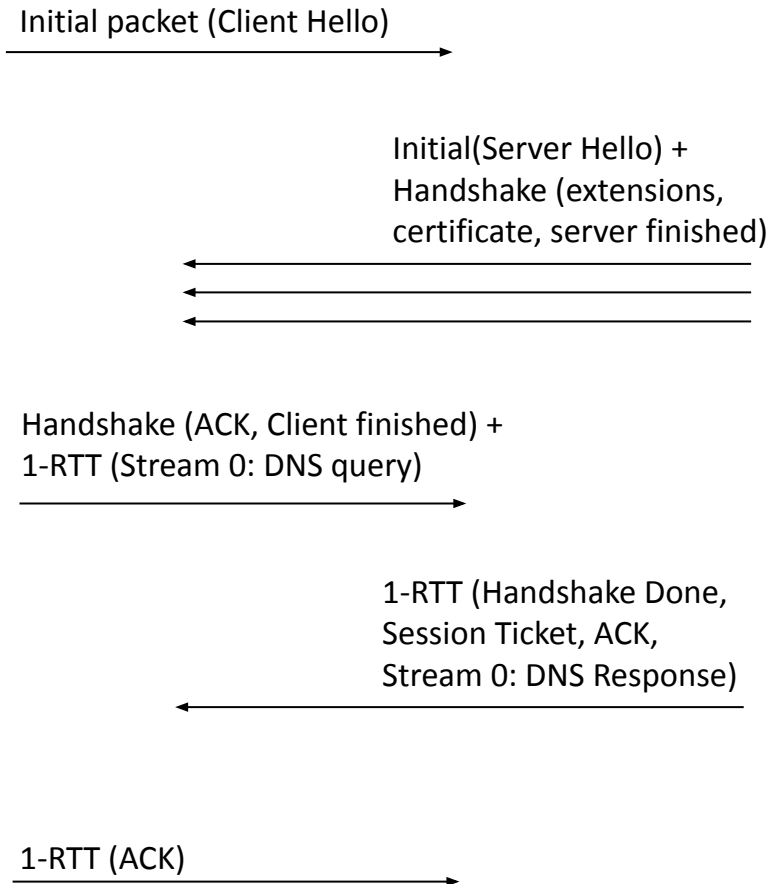 Initial packet (Client Hello)
Initial(Server Hello) +
Handshake (extensions,
certificate, server finished)
Handshake (ACK, Client finished) +
1-RTT (Stream 0: DNS query)
1-RTT (Handshake Done,
Session Ticket, ACK,
Stream 0: DNS Response)
1-RTT (ACK)